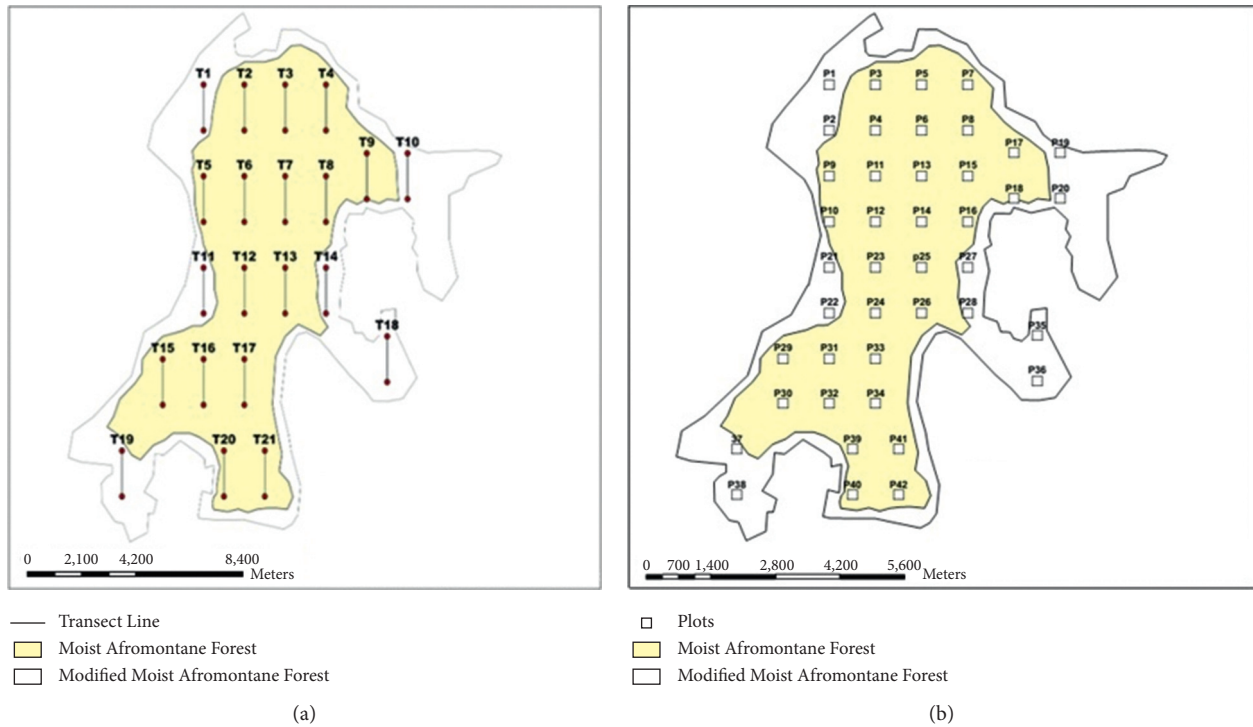 T1 T2 T3 T4
T9 T10
T5 T6 T7 T8
T11 T12 T13 T14
T18
T15 T16 T17
T19 T20 T21
0 2,100 4,200 8,400
Meters
Transect Line
Moist Afromontane Forest
Modified Moist Afromontane Forest
(a)
P1 P3 P5 P7
P2 P4 P6 P8
P17 P19
P9 P11 P13 P15
P18 P20
P10 P12 P14 P16
P21 P23 p25 P27
P22 P24 P26 P28
P35
P29 P31 P33
P36
P30 P32 P34
37 P39 P41
P38 P40 P42
0 700 1,400 2,800 4,200 5,600
Meters
Plots
Moist Afromontane Forest
Modified Moist Afromontane Forest
(b)